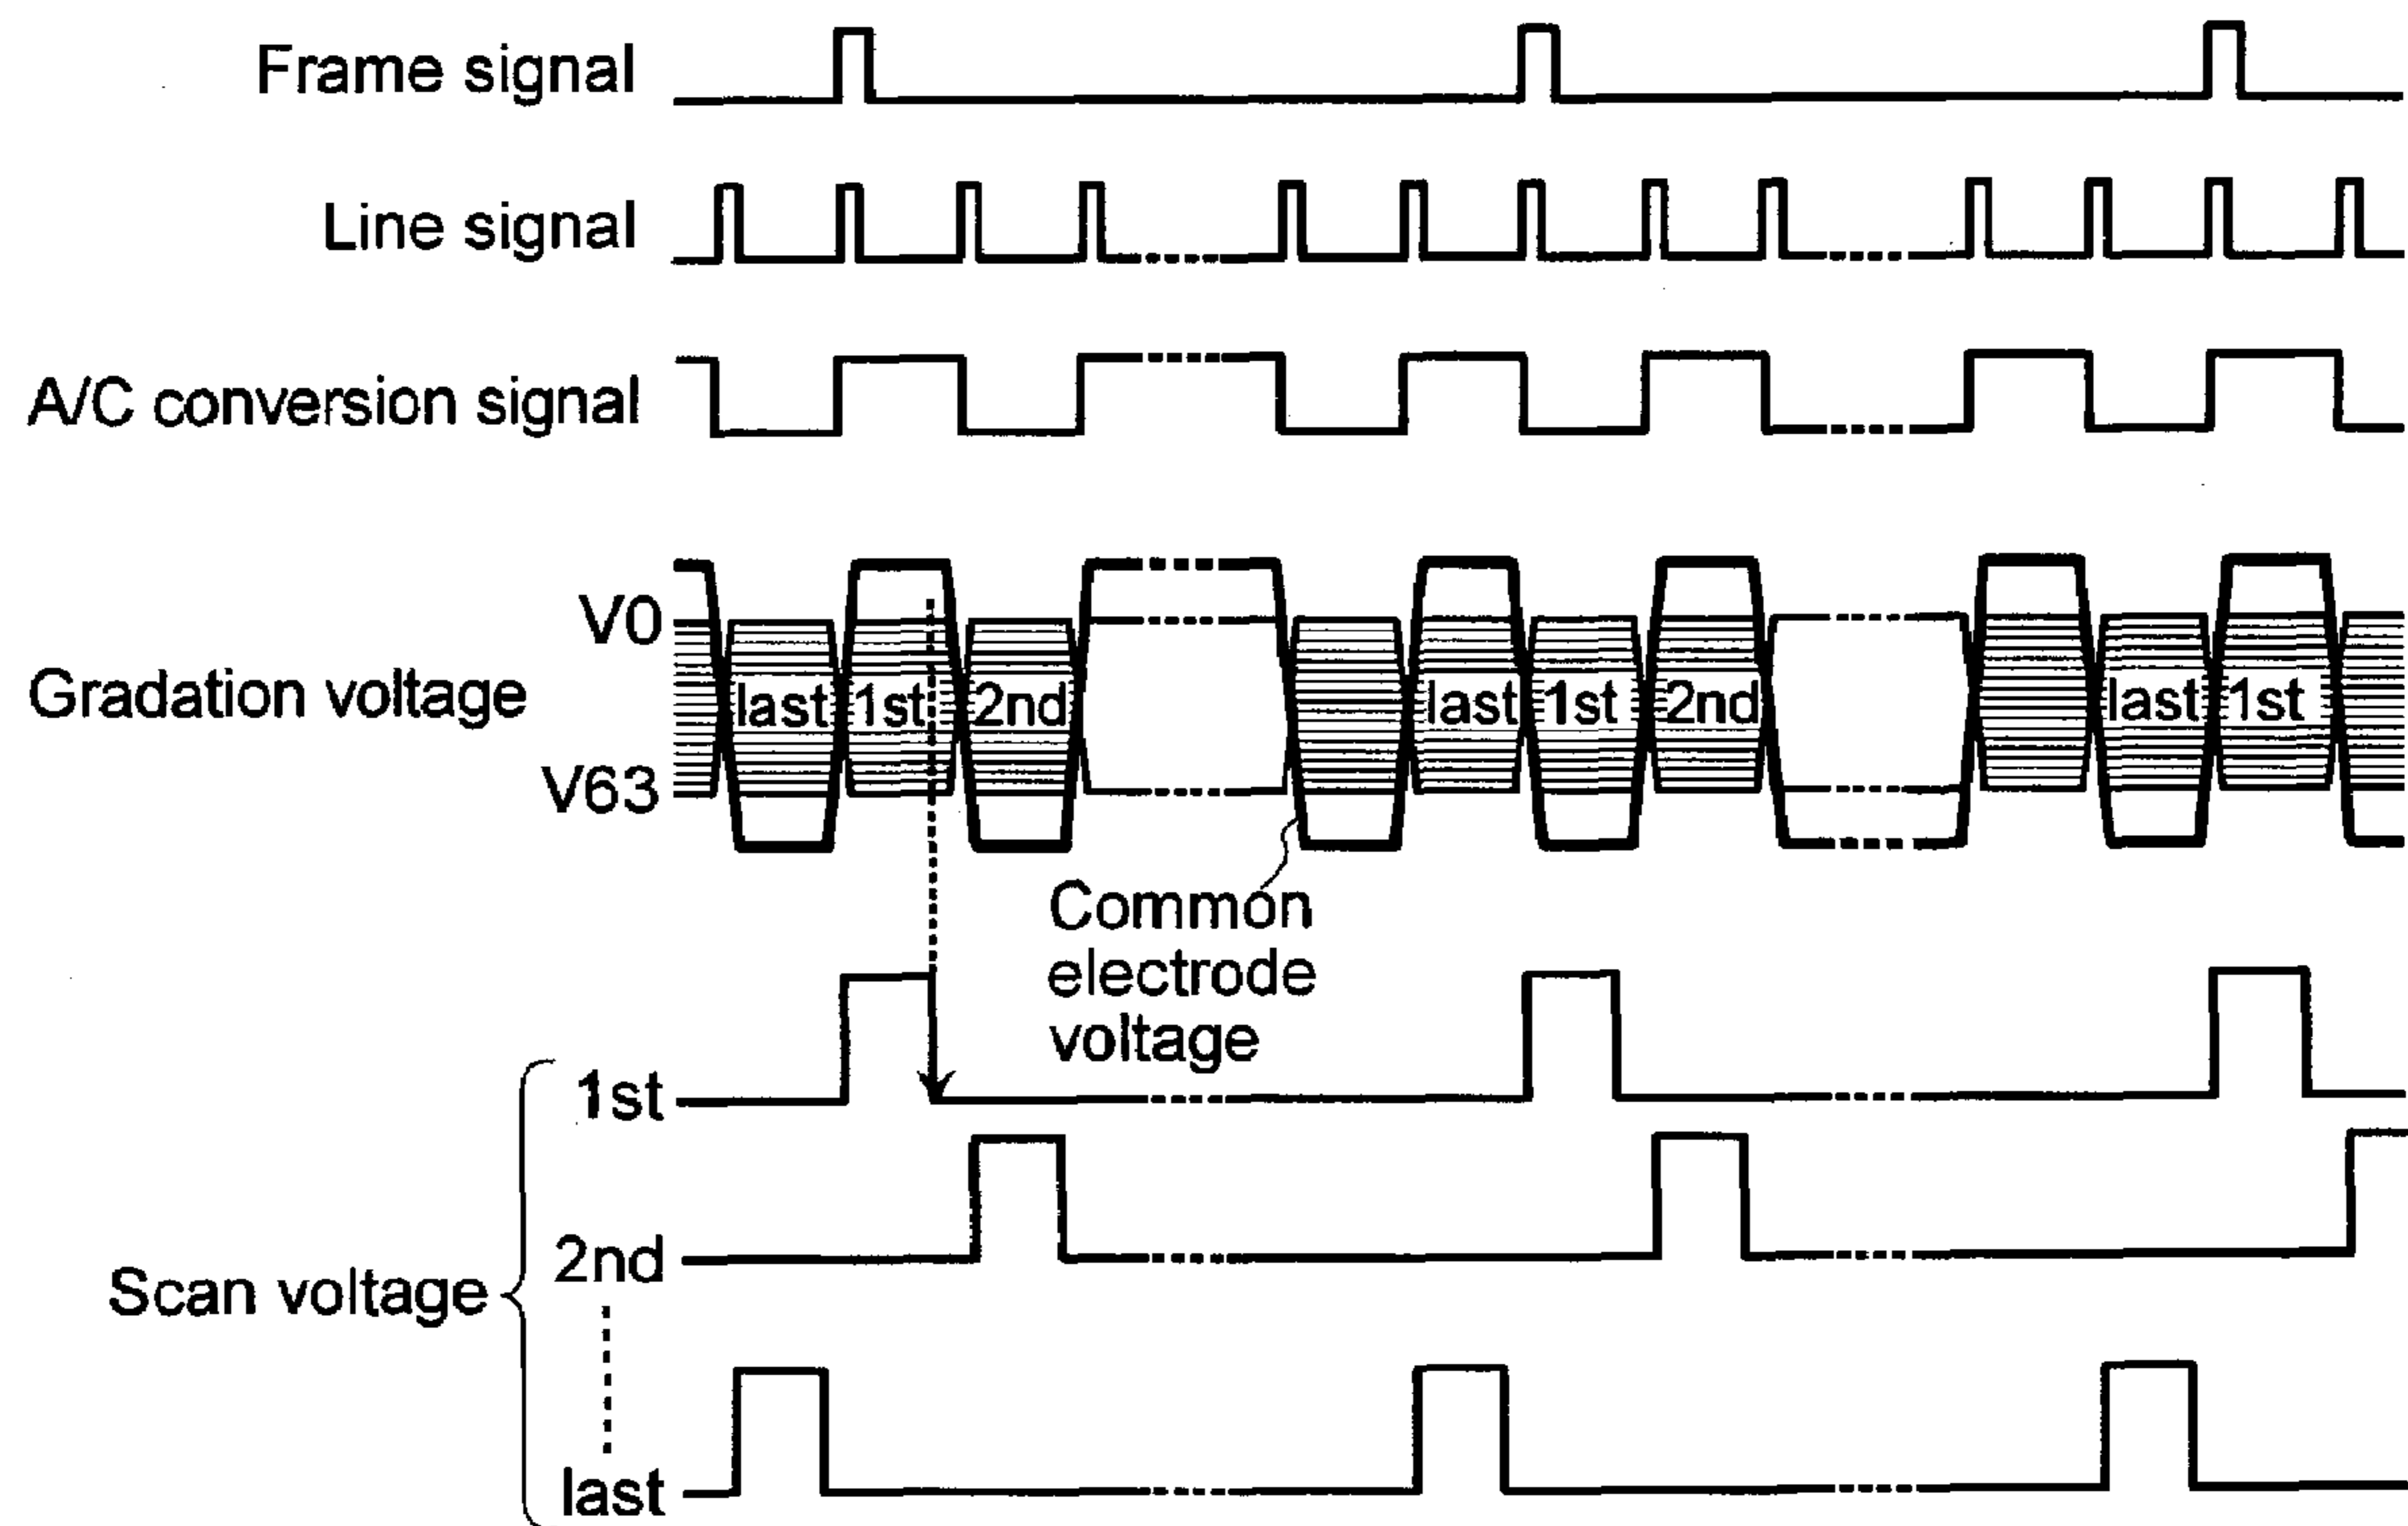 Frame signal
Line signal
A/C conversion signal
V0
Gradation voltage
last 1st 2nd last 1st 2nd last 1st
V63
Common
electrode
voltage
1st
2nd
Scan voltage
last